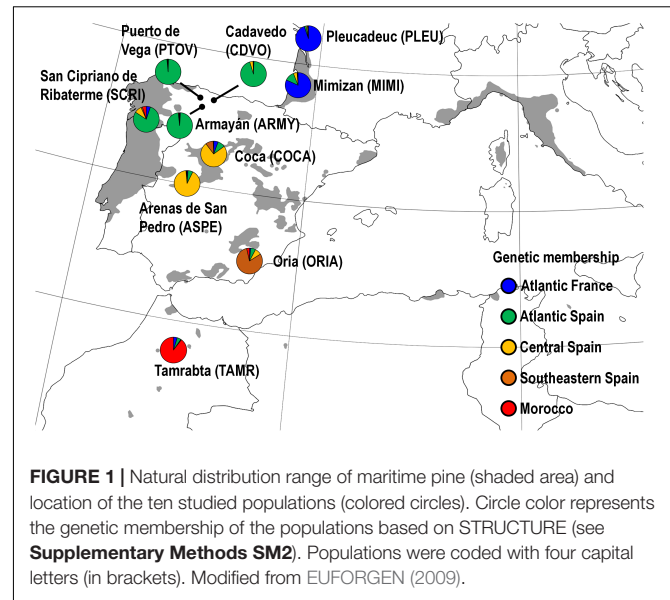 Puerto de
Vega (PTOV)
Cadavedo
(CDVO)
Pleucadeuc (PLEU)
San Cipriano de
Ribaterme (SCRI)
Mimizan (MIMI)
Armayán (ARMY)
Coca (COCA)
Arenas de San
Pedro (ASPE)
Oria (ORIA)
Tamrabta (TAMR)
Genetic membership
Atlantic France
Atlantic Spain
Central Spain
Southeastern Spain
Morocco
FIGURE 1 | Natural distribution range of maritime pine (shaded area) and
location of the ten studied populations (colored circles). Circle color represents
the genetic membership of the populations based on STRUCTURE (see
Supplementary Methods SM2). Populations were coded with four capital
letters (in brackets). Modified from EUFORGEN (2009).